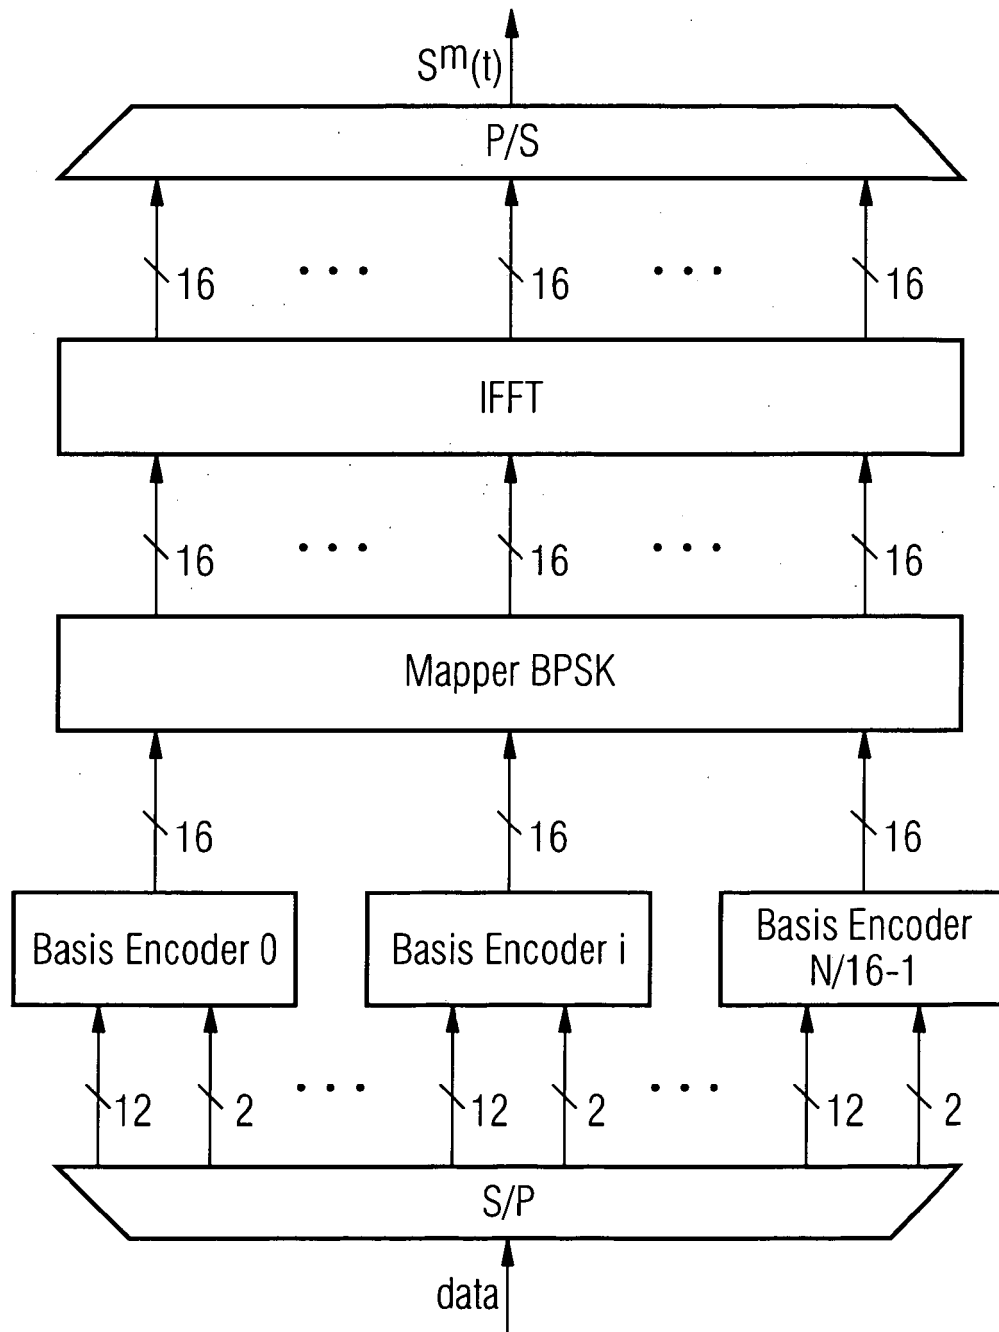 S^m(t)
P/S
16 • • • 16 • • • 16
IFFT
16 • • • 16 • • • 16
Mapper BPSK
16 16 16
Basis Encoder 0
Basis Encoder i
Basis Encoder
N/16-1
12 2 • • • 12 2 • • • 12 2
S/P
data